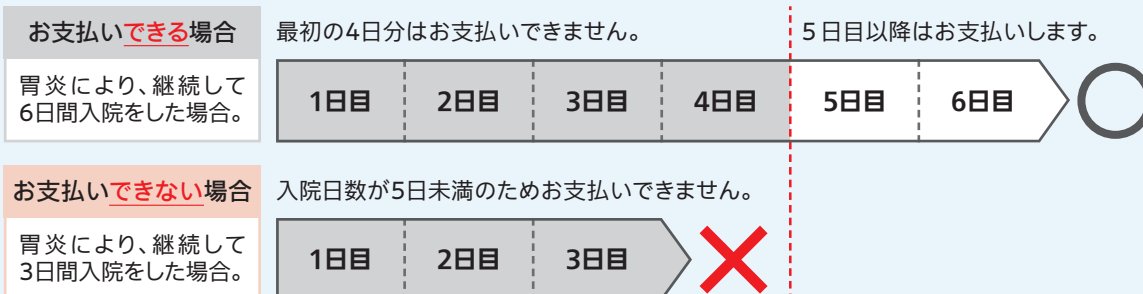 お支払いできる場合
最初の4日分はお支払いできません。
5日目以降はお支払いします。
胃炎により、継続して
6日間入院をした場合。
1日目 2日目 3日目 4日目 5日目 6日目
お支払いできない場合
入院日数が5日未満のためお支払いできません。
胃炎により、継続して
3日間入院をした場合。
1日目 2日目 3日目